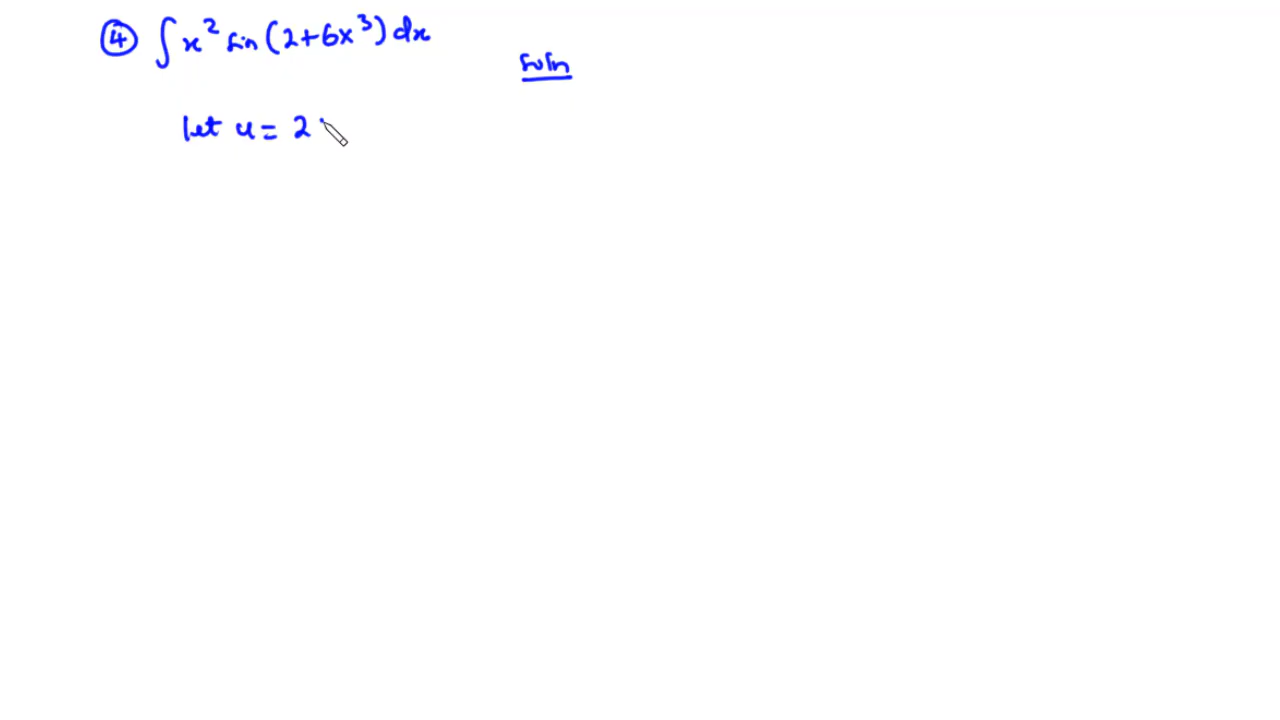 ④ ∫ x² sin (2+6x³) dx
soln
let u = 2